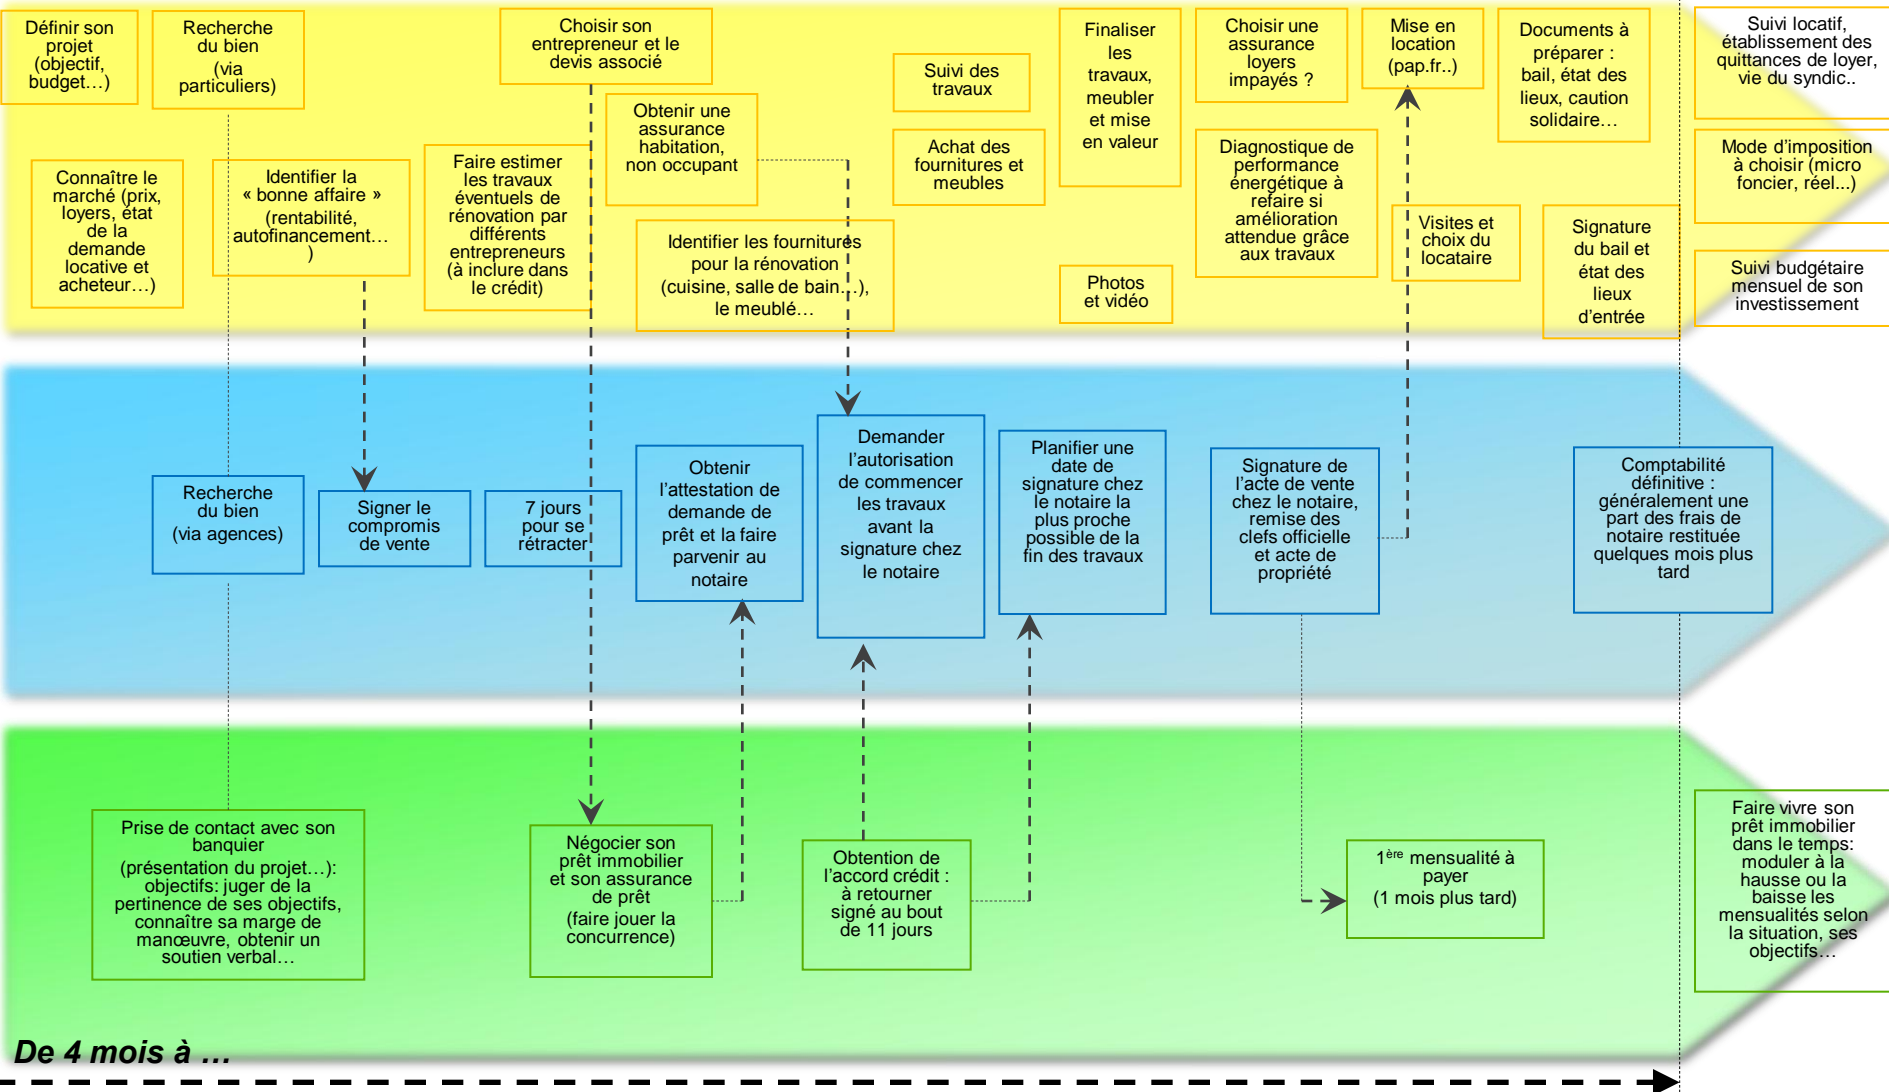 Définir son
projet
(objectif,
budget…)
Recherche
du bien
(via
particuliers)
Choisir son
entrepreneur et le
devis associé
Finaliser
les
travaux,
meubler
et mise
en valeur
Choisir une
assurance
loyers
impayés ?
Mise en
location
(pap.fr..)
Documents à
préparer :
bail, état des
lieux, caution
solidaire…
Suivi locatif,
établissement des
quittances de loyer,
vie du syndic..
Suivi des
travaux
Obtenir une
assurance
habitation,
non occupant
Connaître le
marché (prix,
loyers, état
de la
demande
locative et
acheteur…)
Identifier la
« bonne affaire »
(rentabilité,
autofinancement…
)
Faire estimer
les travaux
éventuels de
rénovation par
différents
entrepreneurs
(à inclure dans
le crédit)
Achat des
fournitures et
meubles
Diagnostique de
performance
énergétique à
refaire si
amélioration
attendue grâce
aux travaux
Mode d’imposition
à choisir (micro
foncier, réel...)
Identifier les fournitures
pour la rénovation
(cuisine, salle de bain…),
le meublé…
Visites et
choix du
locataire
Signature
du bail et
état des
lieux
d’entrée
Photos
et vidéo
Suivi budgétaire
mensuel de son
investissement
Recherche
du bien
(via agences)
Signer le
compromis
de vente
7 jours
pour se
rétracter
Obtenir
l’attestation de
demande de
prêt et la faire
parvenir au
notaire
Demander
l’autorisation
de commencer
les travaux
avant la
signature chez
le notaire
Planifier une
date de
signature chez
le notaire la
plus proche
possible de la
fin des travaux
Signature de
l’acte de vente
chez le notaire,
remise des
clefs officielle
et acte de
propriété
Comptabilité
définitive :
généralement une
part des frais de
notaire restituée
quelques mois plus
tard
Prise de contact avec son
banquier
(présentation du projet…):
objectifs: juger de la
pertinence de ses objectifs,
connaître sa marge de
manœuvre, obtenir un
soutien verbal…
Négocier son
prêt immobilier
et son assurance
de prêt
(faire jouer la
concurrence)
Obtention de
l’accord crédit :
à retourner
signé au bout
de 11 jours
1ère mensualité à
payer
(1 mois plus tard)
Faire vivre son
prêt immobilier
dans le temps:
moduler à la
hausse ou la
baisse les
mensualités selon
la situation, ses
objectifs…
De 4 mois à …